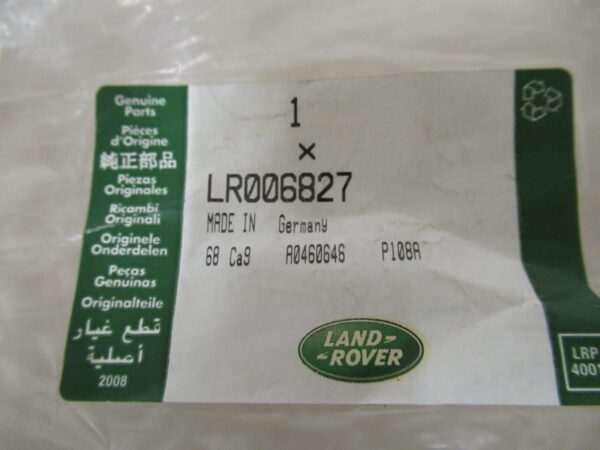 Genuine
Parts
Pièces
d'Origine
純正部品
Piezas
Originales
Ricambi
Originali
Originele
Onderdelen
Peças
Genuinas
Originalteile
قطع غيار
أصلية
2008
1
×
LR006827
MADE IN Germany
68 Ca9 A0460646 P108A
LAND-
-ROVER
LRP
4001